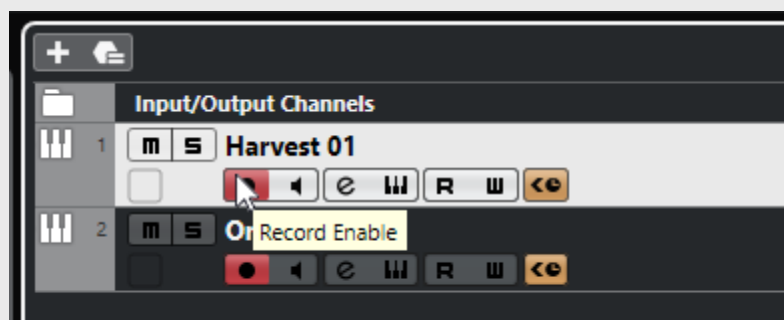 Input/Output Channels
1 m S Harvest 01
e R W
2 m S
Record Enable
e R W